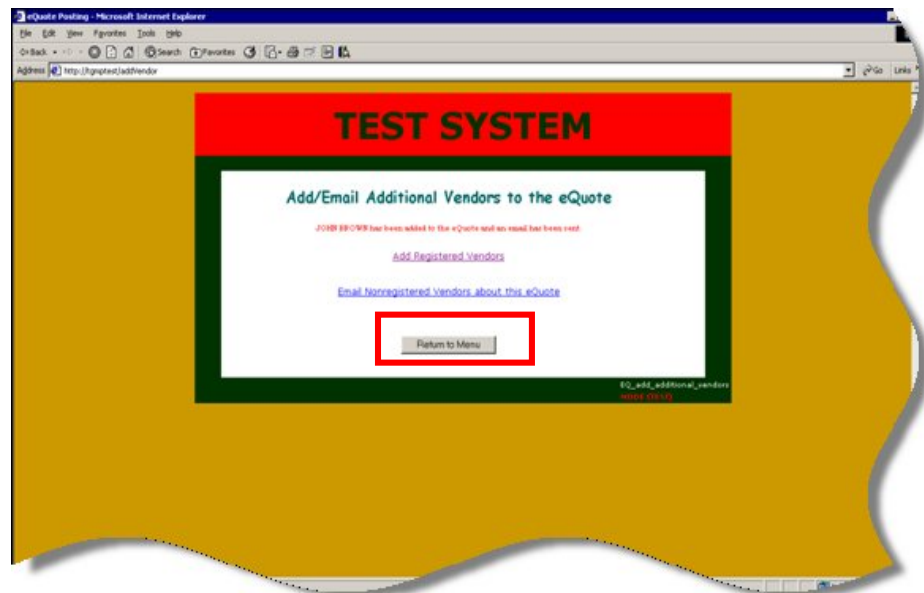 eQuote Posting - Microsoft Internet Explorer
File Edit View Favorites Tools Help
Back Search Favorites
Address http://tgmptest/addVendor Go Links
TEST SYSTEM
Add/Email Additional Vendors to the eQuote
JOHN BROWN has been added to the eQuote and an email has been sent
Add Registered Vendors
Email Nonregistered Vendors about this eQuote
Return to Menu
EQ_add_additional_vendors